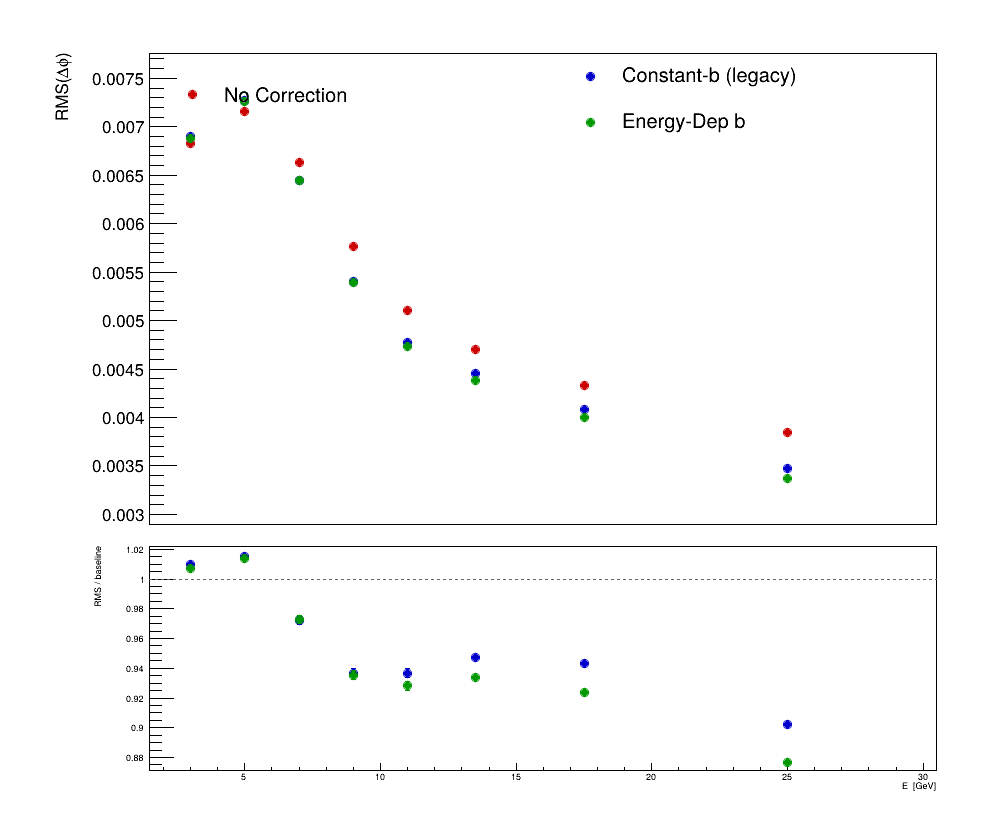 RMS(Δϕ)
0.0075
0.007
0.0065
0.006
0.0055
0.005
0.0045
0.004
0.0035
0.003
No Correction
Constant-b (legacy)
Energy-Dep b
RMS / baseline
1.02
1
0.98
0.96
0.94
0.92
0.9
0.88
5 10 15 20 25 30
E [GeV]